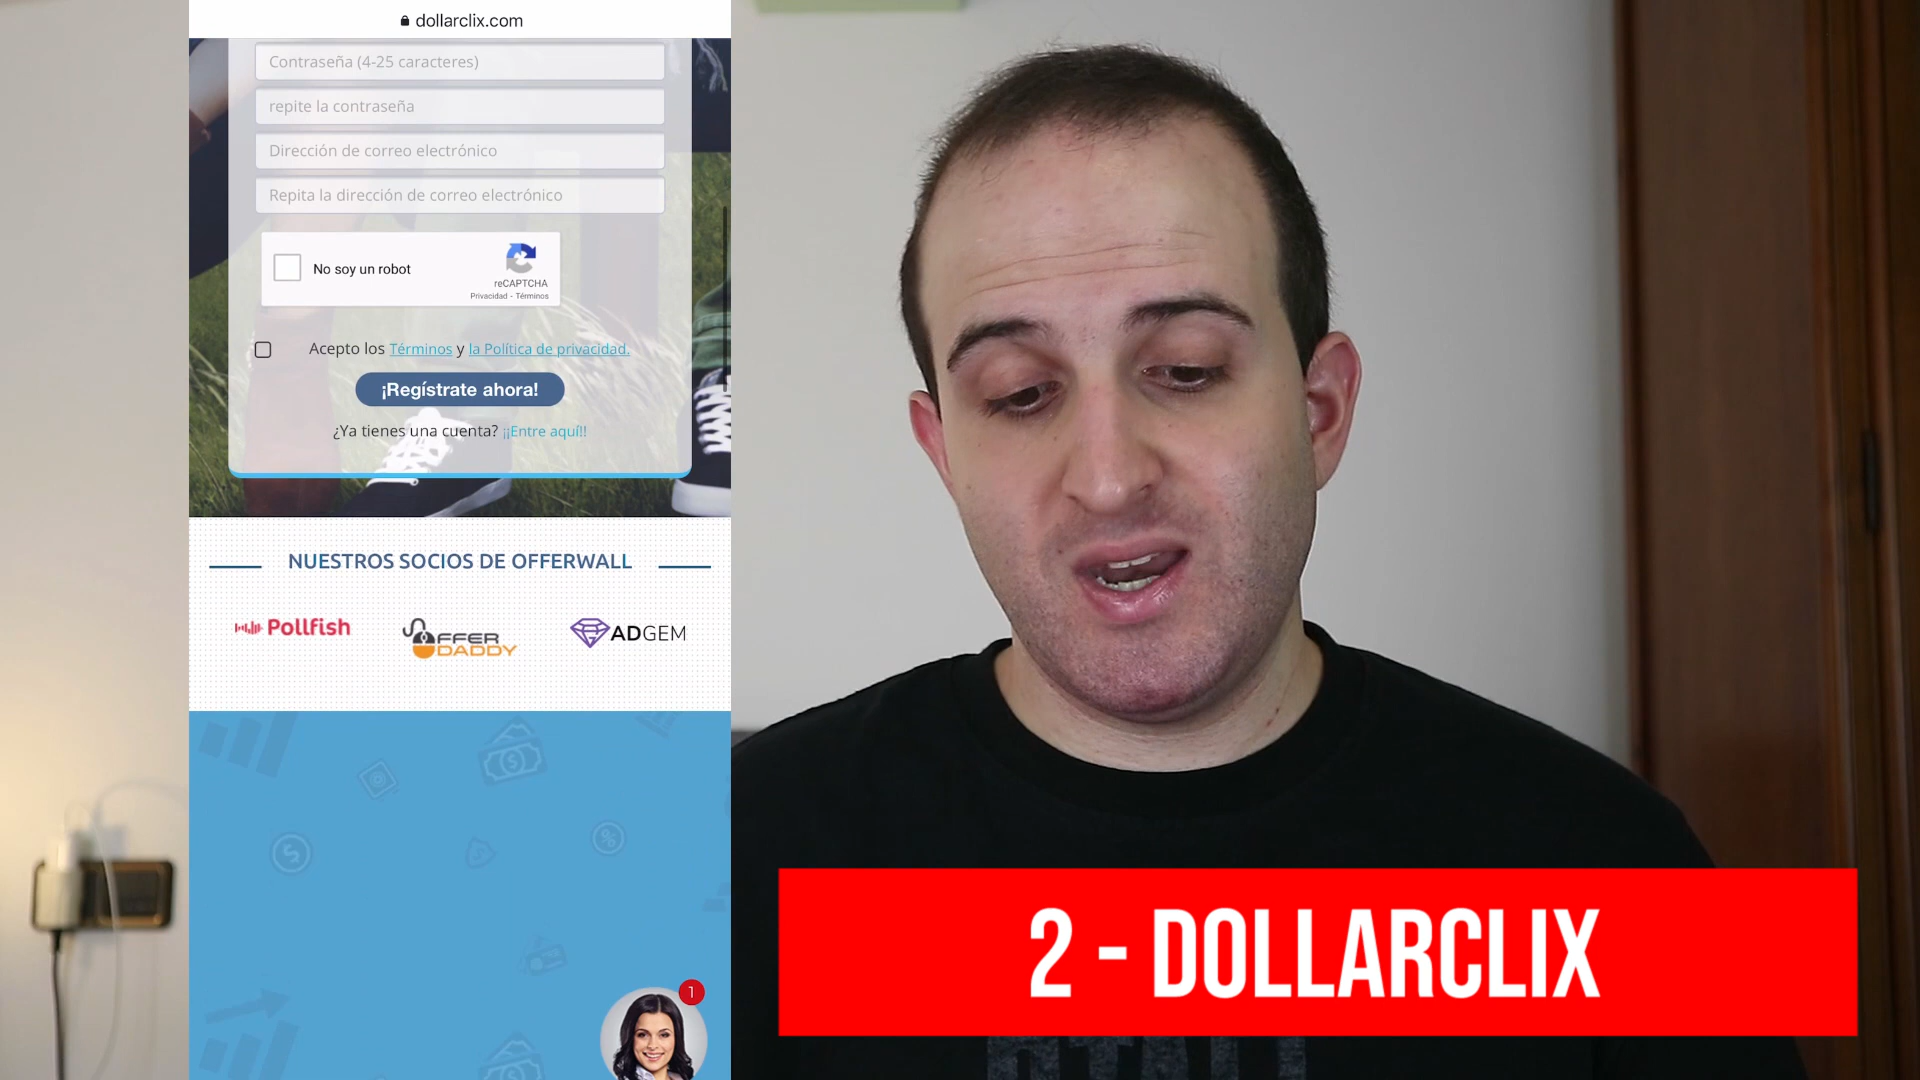 dollarclix.com
Contraseña (4-25 caracteres)
repite la contraseña
Dirección de correo electrónico
Repita la dirección de correo electrónico
No soy un robot
reCAPTCHA
Privacidad - Términos
Acepto los Términos y la Política de privacidad.
¡Regístrate ahora!
¿Ya tienes una cuenta? ¡¡Entre aquí!!
NUESTROS SOCIOS DE OFFERWALL
Pollfish
OFFER
DADDY
ADGEM
1
2 - DOLLARCLIX